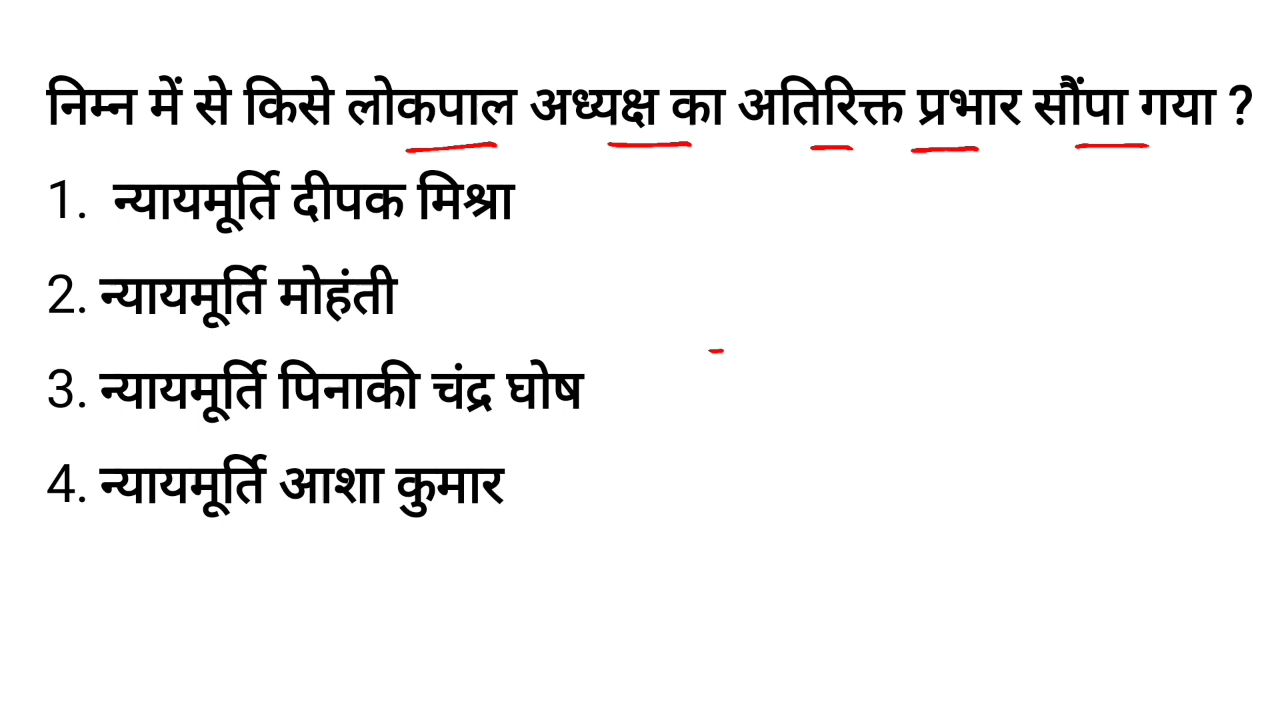 निम्न में से किसे लोकपाल अध्यक्ष का अतिरिक्त प्रभार सौंपा गया ?
1. न्यायमूर्ति दीपक मिश्रा
2. न्यायमूर्ति मोहंती
3. न्यायमूर्ति पिनाकी चंद्र घोष
4. न्यायमूर्ति आशा कुमार